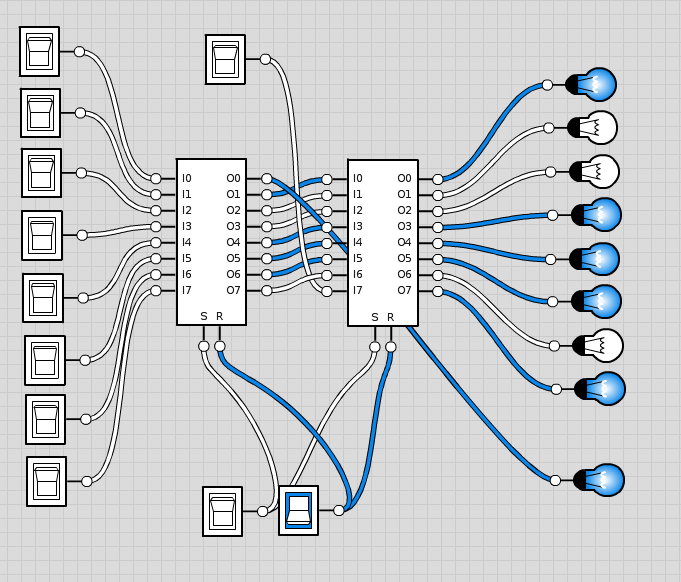 I0 O0 I0 O0
I1 O1 I1 O1
I2 O2 I2 O2
I3 O3 I3 O3
I4 O4 I4 O4
I5 O5 I5 O5
I6 O6 I6 O6
I7 O7 I7 O7
S R S R